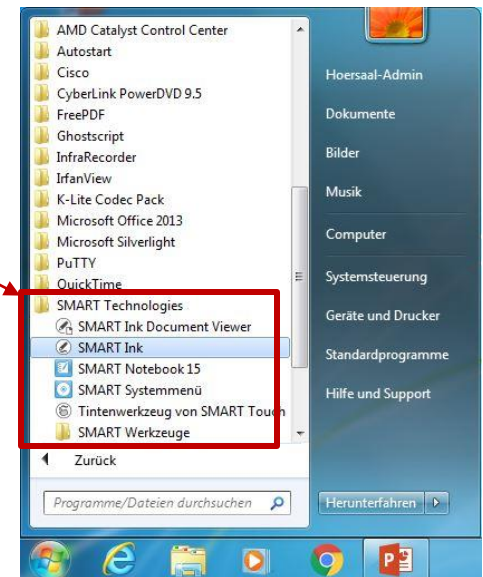 AMD Catalyst Control Center
Autostart
Cisco
CyberLink PowerDVD 9.5
FreePDF
Ghostscript
InfraRecorder
IrfanView
K-Lite Codec Pack
Microsoft Office 2013
Microsoft Silverlight
PuTTY
QuickTime
SMART Technologies
SMART Ink Document Viewer
SMART Ink
SMART Notebook 15
SMART Systemmenü
Tintenwerkzeug von SMART Touch
SMART Werkzeuge
Zurück
Programme/Dateien durchsuchen
Hoersaal-Admin
Dokumente
Bilder
Musik
Computer
Systemsteuerung
Geräte und Drucker
Standardprogramme
Hilfe und Support
Herunterfahren